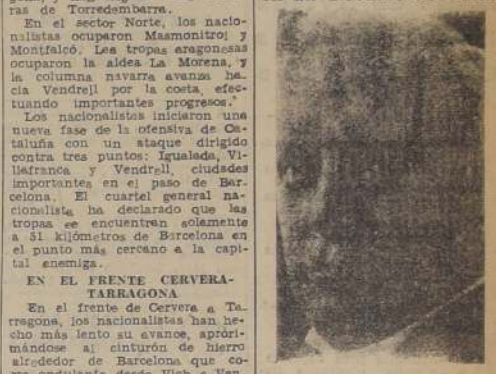 ras de Torredembarra.
En el sector Norte, los nacio-
nalistas ocuparon Masmonitroi y
Montfalcó. Las tropas aragonesas
ocuparon la aldea La Morena, y
la columna navarra avanza ha-
cia Vendrell por la costa, efec-
tuando importantes progresos.
Los nacionalistas iniciaron una
nueva fase de la ofensiva de Ca-
taluña con un ataque dirigido
contra tres puntos: Igualada, Vi-
llafranca y Vendrell, ciudades
importantes en el paso de Bar-
celona. El cuartel general na-
cionalista ha declarado que las
tropas se encuentran solamente
a 51 kilómetros de Barcelona en
el punto más cercano a la capi-
tal enemiga.
EN EL FRENTE CERVERA-
TARRAGONA
En el frente de Cervera a Ta-
rragona, los nacionalistas han he-
cho más lento su avance, apróxi-
mándose al cinturón de hierro
alrededor de Barcelona que co-